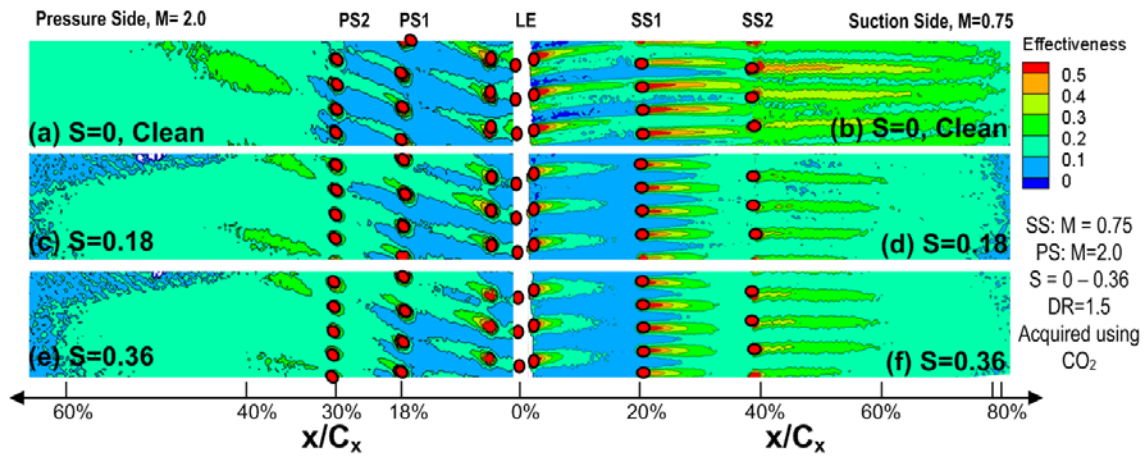 Pressure Side, M= 2.0 PS2 PS1 LE SS1 SS2 Suction Side, M=0.75
Effectiveness
0.5
0.4
0.3
0.2
0.1
0
(a) S=0, Clean (b) S=0, Clean
(c) S=0.18 (d) S=0.18
(e) S=0.36 (f) S=0.36
SS: M = 0.75
PS: M=2.0
S = 0 – 0.36
DR=1.5
Acquired using
CO₂
60% 40% 30% 18% 0% 20% 40% 60% 80%
x/Cₓ x/Cₓ